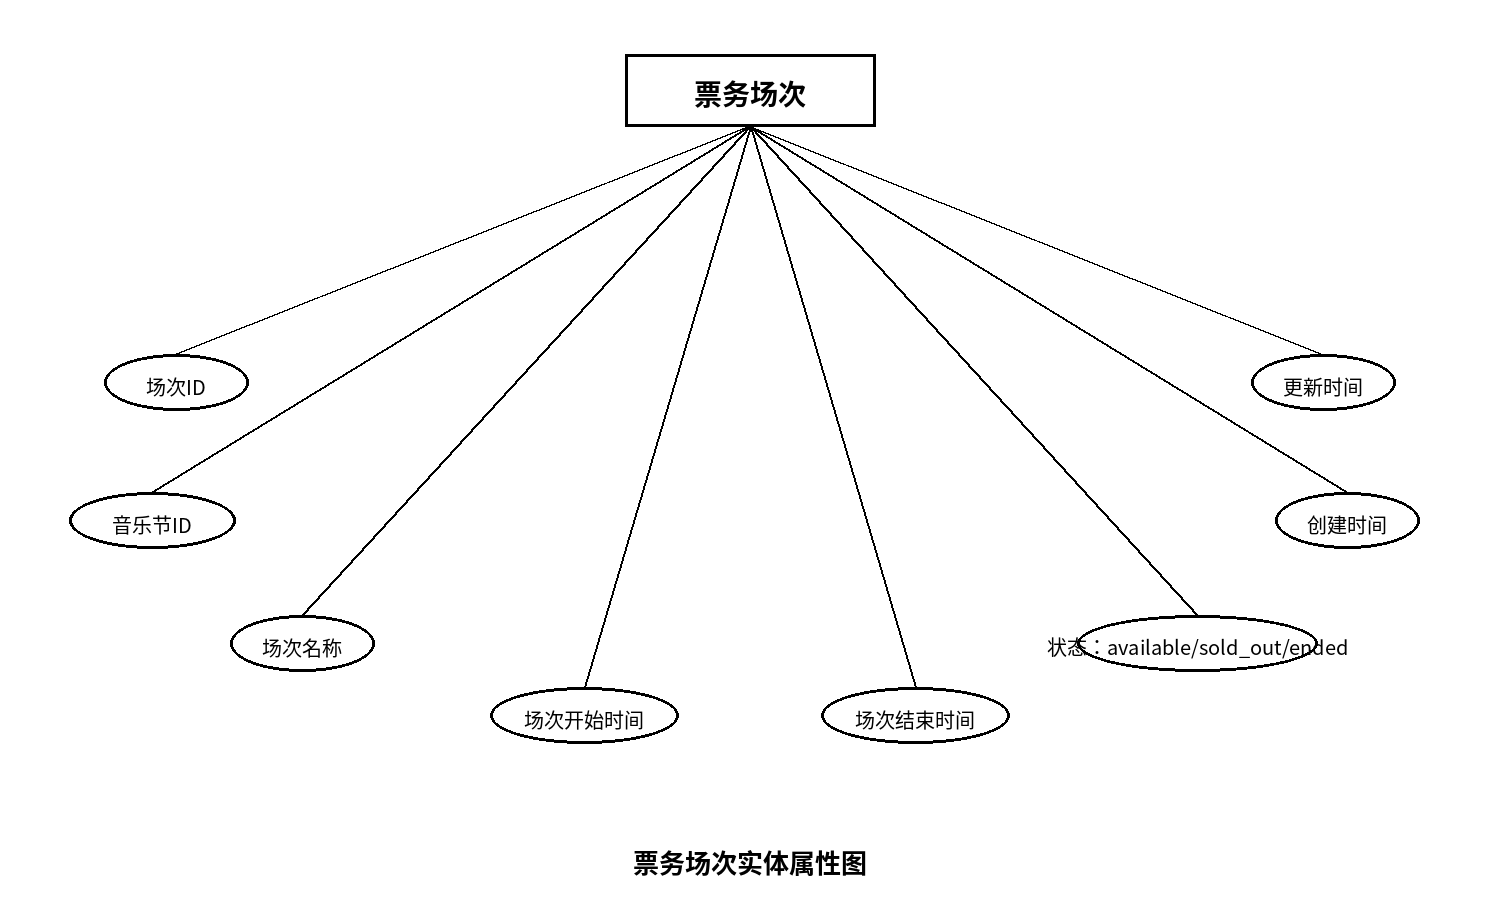 票务场次
场次ID
更新时间
音乐节ID
创建时间
场次名称
状态：available/sold_out/ended
场次开始时间
场次结束时间
票务场次实体属性图